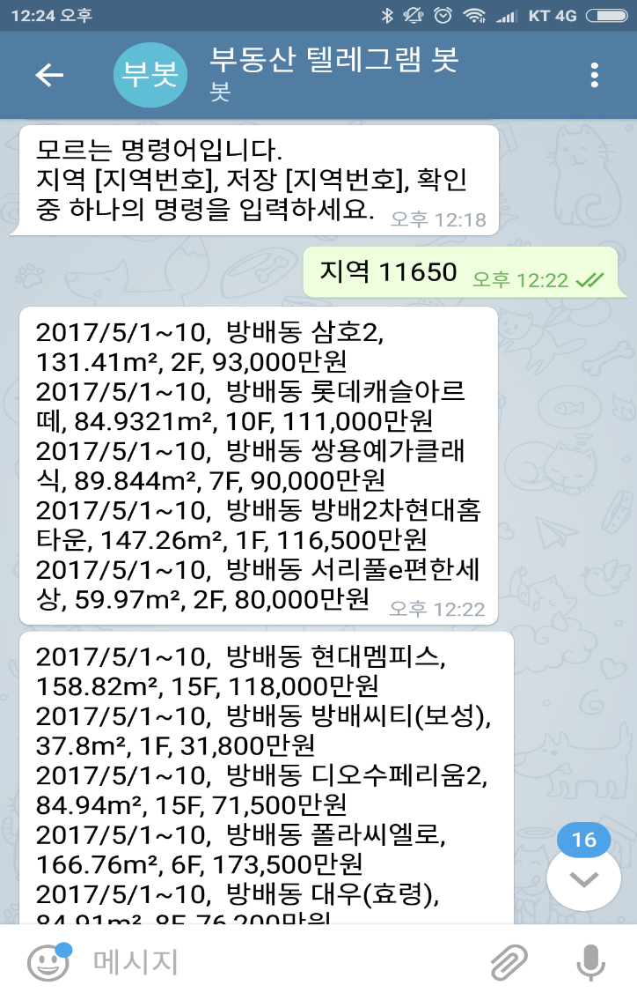 12:24 오후
KT 4G
부봇
부동산 텔레그램 봇
봇
모르는 명령어입니다.
지역 [지역번호], 저장 [지역번호], 확인
중 하나의 명령을 입력하세요.
오후 12:18
지역 11650
오후 12:22
2017/5/1~10, 방배동 삼호2,
131.41m², 2F, 93,000만원
2017/5/1~10, 방배동 롯데캐슬아르
떼, 84.9321m², 10F, 111,000만원
2017/5/1~10, 방배동 쌍용예가클래
식, 89.844m², 7F, 90,000만원
2017/5/1~10, 방배동 방배2차현대홈
타운, 147.26m², 1F, 116,500만원
2017/5/1~10, 방배동 서리풀e편한세
상, 59.97m², 2F, 80,000만원
오후 12:22
2017/5/1~10, 방배동 현대멤피스,
158.82m², 15F, 118,000만원
2017/5/1~10, 방배동 방배씨티(보성),
37.8m², 1F, 31,800만원
2017/5/1~10, 방배동 디오수페리움2,
84.94m², 15F, 71,500만원
2017/5/1~10, 방배동 폴라씨엘로,
166.76m², 6F, 173,500만원
2017/5/1~10, 방배동 대우(효령),
84.91m², 8F, 76,200만원
16
메시지